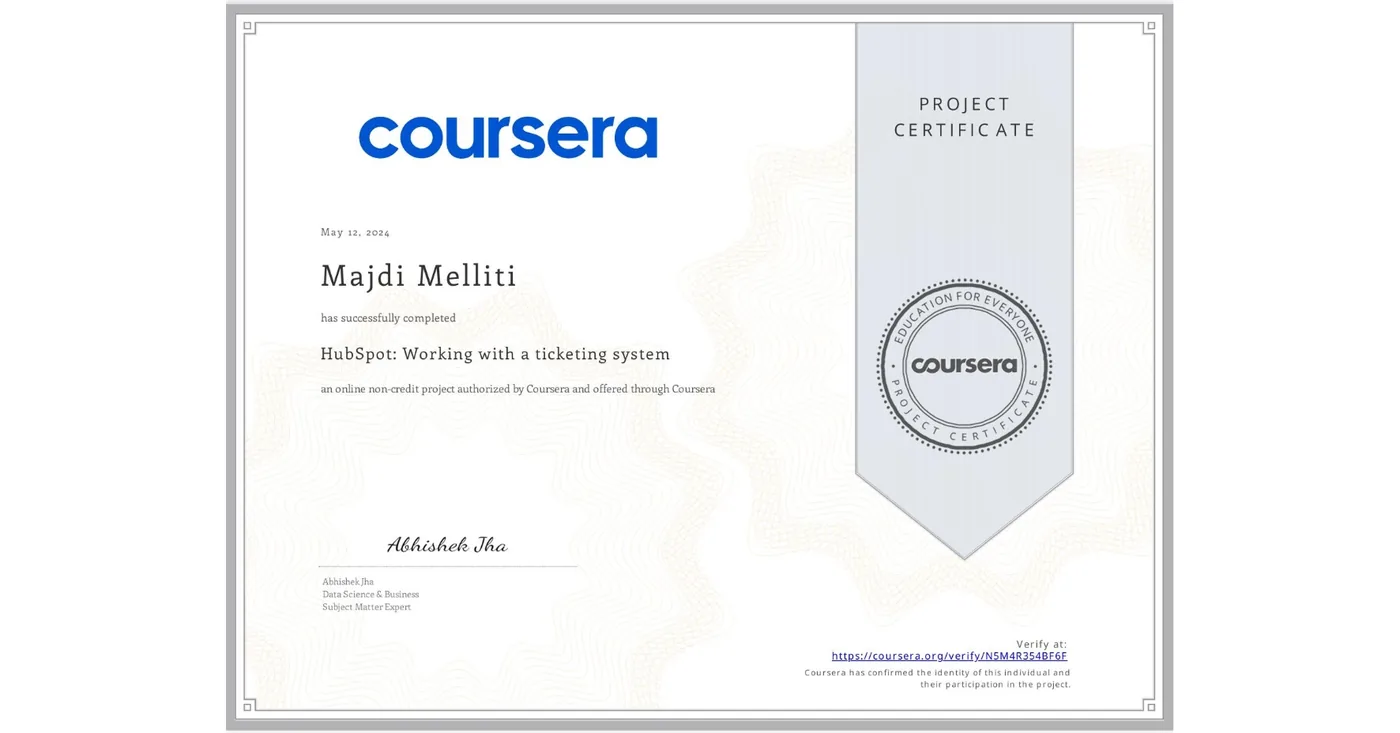 coursera
PROJECT
CERTIFICATE
May 12, 2024
Majdi Melliti
has successfully completed
HubSpot: Working with a ticketing system
an online non-credit project authorized by Coursera and offered through Coursera
EDUCATION FOR EVERYONE
coursera
PROJECT CERTIFICATE
Abhishek Jha
Abhishek Jha
Data Science & Business
Subject Matter Expert
Verify at:
https://coursera.org/verify/N5M4R354BF6F
Coursera has confirmed the identity of this individual and
their participation in the project.